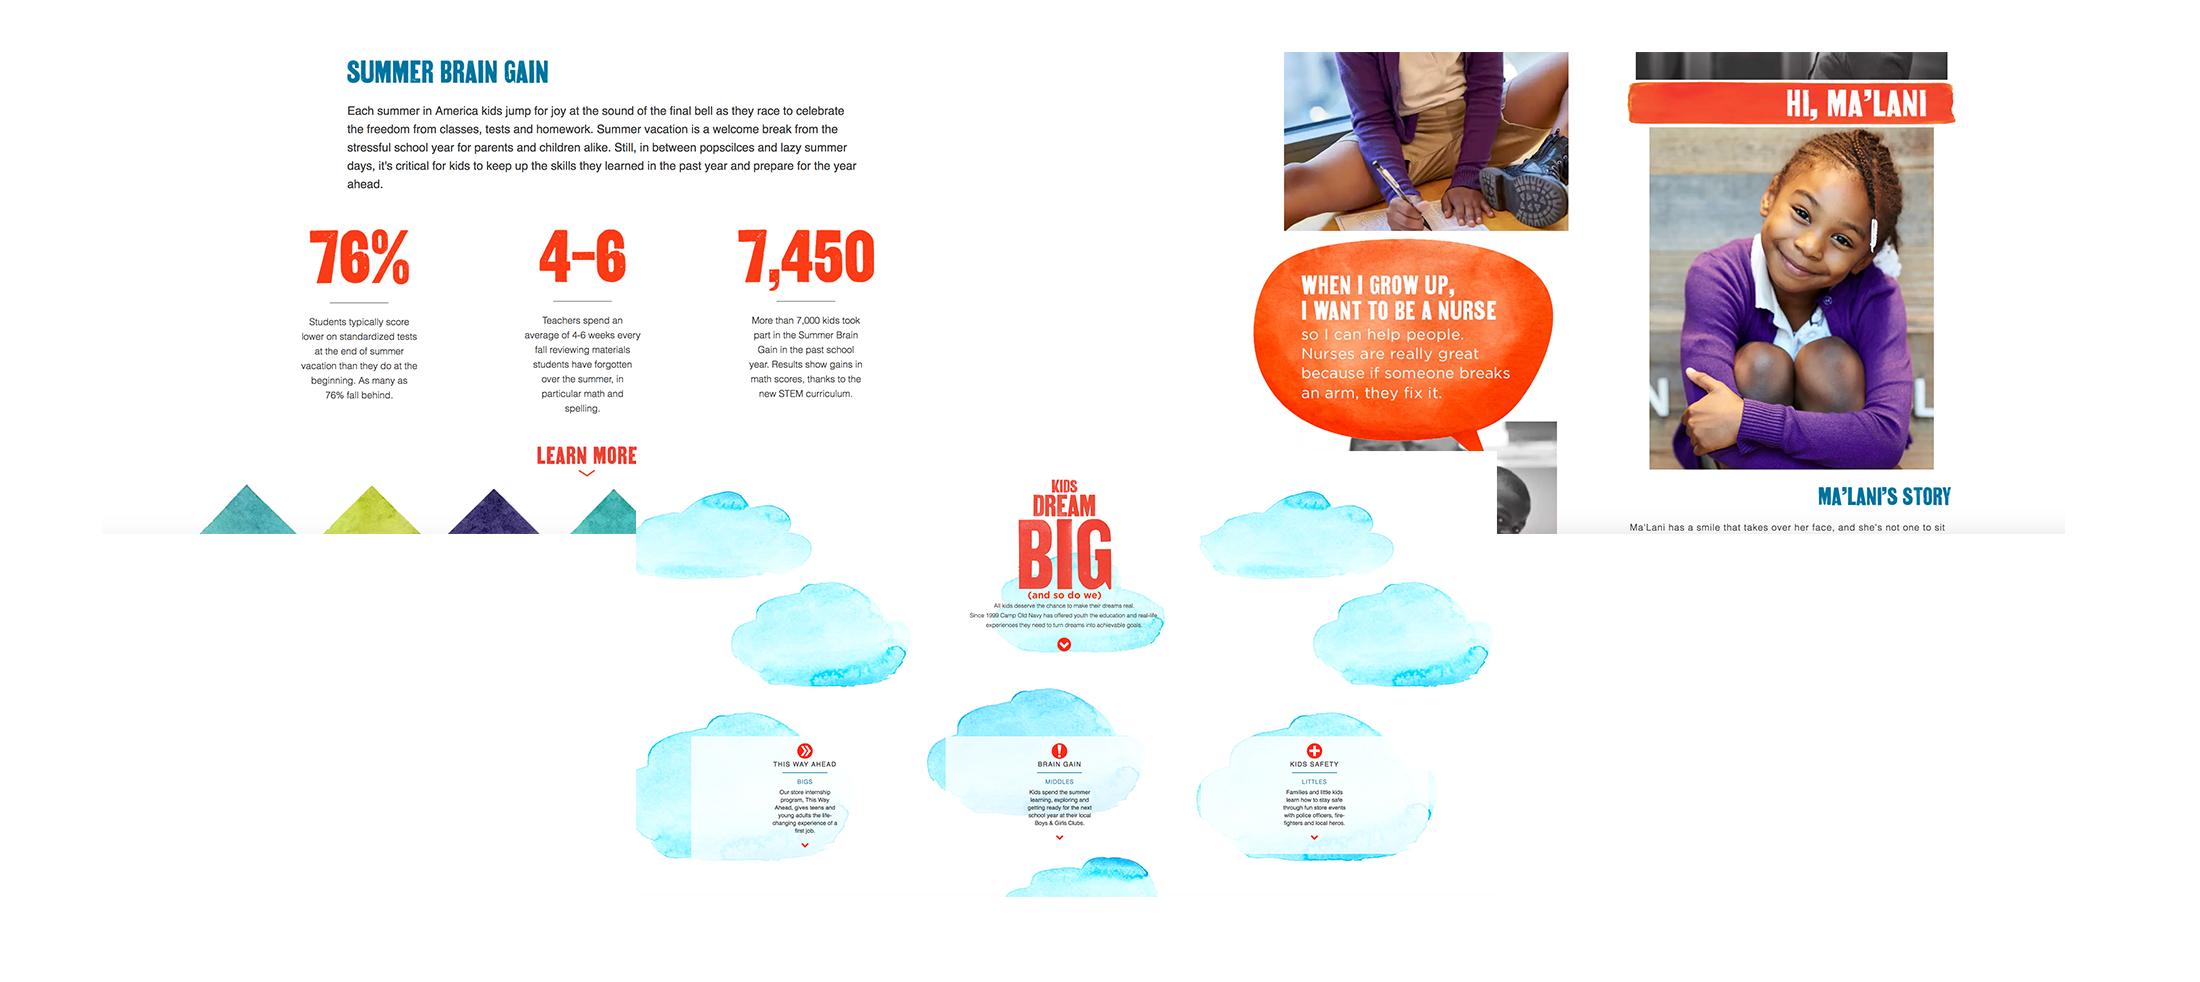 SUMMER BRAIN GAIN
Each summer in America kids jump for joy at the sound of the final bell as they race to celebrate
the freedom from classes, tests and homework. Summer vacation is a welcome break from the
stressful school year for parents and children alike. Still, in between popscilces and lazy summer
days, it's critical for kids to keep up the skills they learned in the past year and prepare for the year
ahead.
76%
Students typically score
lower on standardized tests
at the end of summer
vacation than they do at the
beginning. As many as
76% fall behind.
4-6
Teachers spend an
average of 4-6 weeks every
fall reviewing materials
students have forgotten
over the summer, in
particular math and
spelling.
7,450
More than 7,000 kids took
part in the Summer Brain
Gain in the past school
year. Results show gains in
math scores, thanks to the
new STEM curriculum.
LEARN MORE
WHEN I GROW UP,
I WANT TO BE A NURSE
so I can help people.
Nurses are really great
because if someone breaks
an arm, they fix it.
HI, MA'LANI
MA'LANI'S STORY
Ma'Lani has a smile that takes over her face, and she's not one to sit
KIDS
DREAM
BIG
(and so do we)
All kids deserve the chance to make their dreams real.
Since 1999 Camp Old Navy has offered youth the education and real-life
experiences they need to turn dreams into achievable goals.
THIS WAY AHEAD
BIGS
Our store internship
program, This Way
Ahead, gives teens and
young adults the life-
changing experience of a
first job.
BRAIN GAIN
MIDDLES
Kids spend the summer
learning, exploring and
getting ready for the next
school year at their local
Boys & Girls Clubs.
KIDS SAFETY
LITTLES
Families and little kids
learn how to stay safe
through fun store events
with police officers, fire-
fighters and local heros.